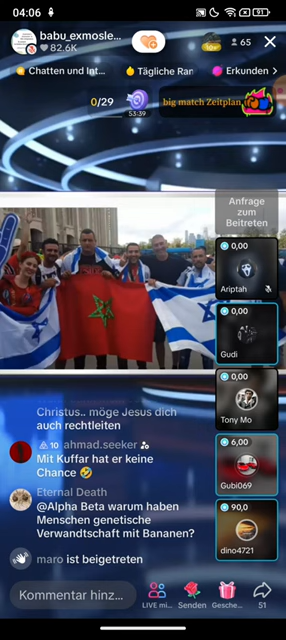 04:06
91
babu_exmosle...
82.6K
10+
65
Chatten und Int...
Tägliche Ran
Erkunden
0/29
53:39
big match Zeitplan
Anfrage
zum
Beitreten
0,00
Ariptah
0,00
Gudi
0,00
Tony Mo
6,00
Gubi069
90,0
dino4721
Christus.. möge Jesus dich
auch rechtleiten
10 ahmad.seeker
Mit Kuffar hat er keine
Chance 🤣
Eternal Death
@Alpha Beta warum haben
Menschen genetische
Verwandtschaft mit Bananen?
maro ist beigetreten
Kommentar hinz...
LIVE mi...
Senden
Gesche...
51